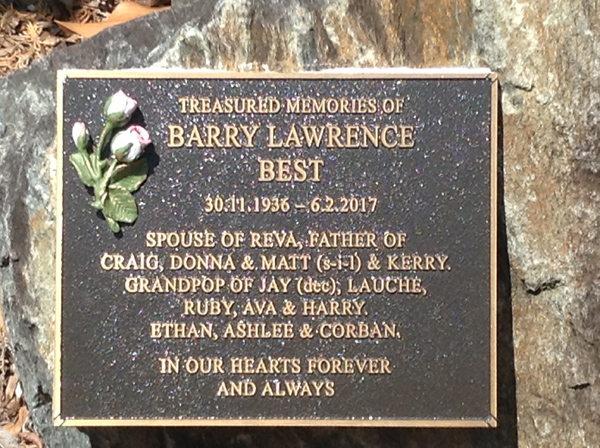 TREASURED MEMORIES OF
BARRY LAWRENCE
BEST
30.11.1936 – 6.2.2017
SPOUSE OF REVA, FATHER OF
CRAIG, DONNA & MATT (s-i-l) & KERRY.
GRANDPOP OF JAY (dec), LAUCHE,
RUBY, AVA & HARRY.
ETHAN, ASHLEE & CORBAN.
IN OUR HEARTS FOREVER
AND ALWAYS